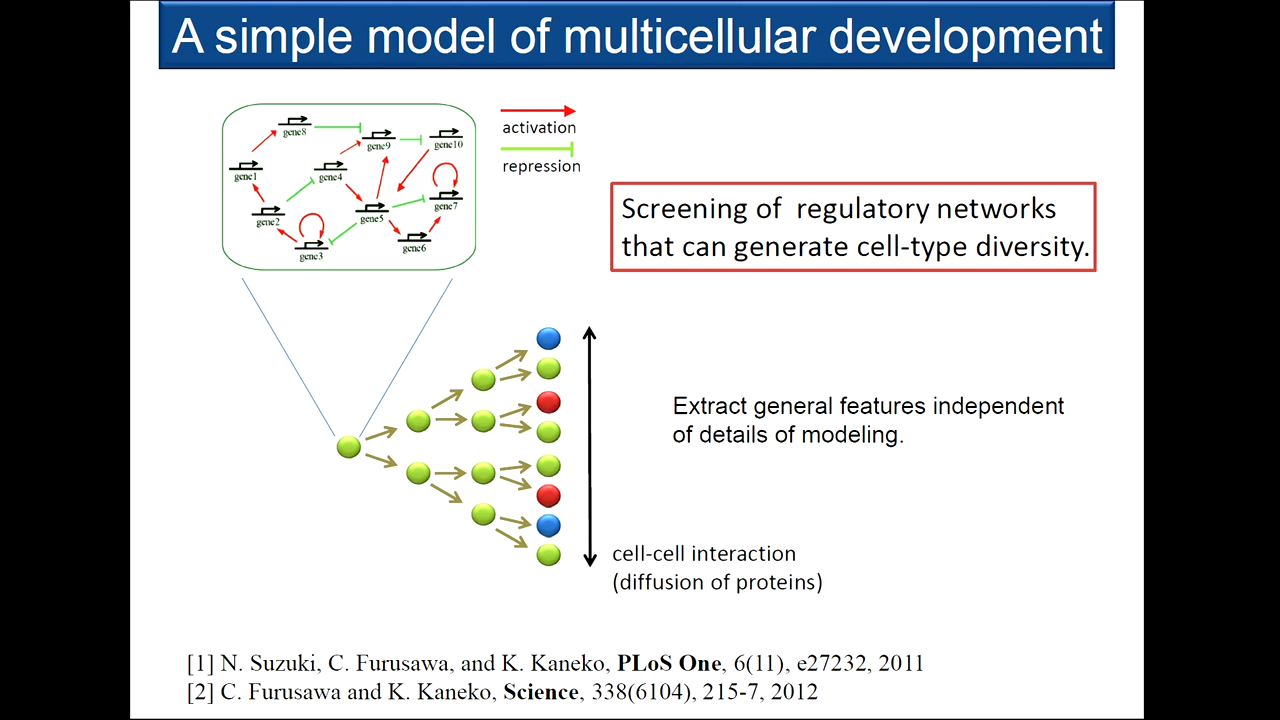 A simple model of multicellular development
gene8
gene9
gene10
gene1
gene4
gene2
gene5
gene7
gene3
gene6
activation
repression
Screening of regulatory networks
that can generate cell-type diversity.
Extract general features independent
of details of modeling.
cell-cell interaction
(diffusion of proteins)
[1] N. Suzuki, C. Furusawa, and K. Kaneko, PLoS One, 6(11), e27232, 2011
[2] C. Furusawa and K. Kaneko, Science, 338(6104), 215-7, 2012